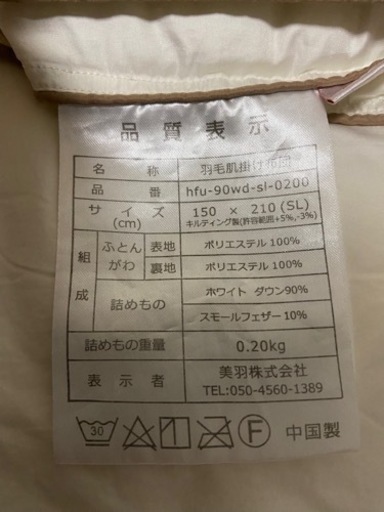 品質表示
名称 羽毛肌掛け布団
品番 hfu-90wd-sl-0200
サイズ(cm) 150 × 210 (SL)
キルティング製(許容範囲+5%,-3%)
組成 ふとんがわ 表地 ポリエステル100%
裏地 ポリエステル100%
詰めもの ホワイト ダウン90%
スモールフェザー 10%
詰めもの重量 0.20kg
表示者 美羽株式会社
TEL:050-4560-1389
30 F 中国製